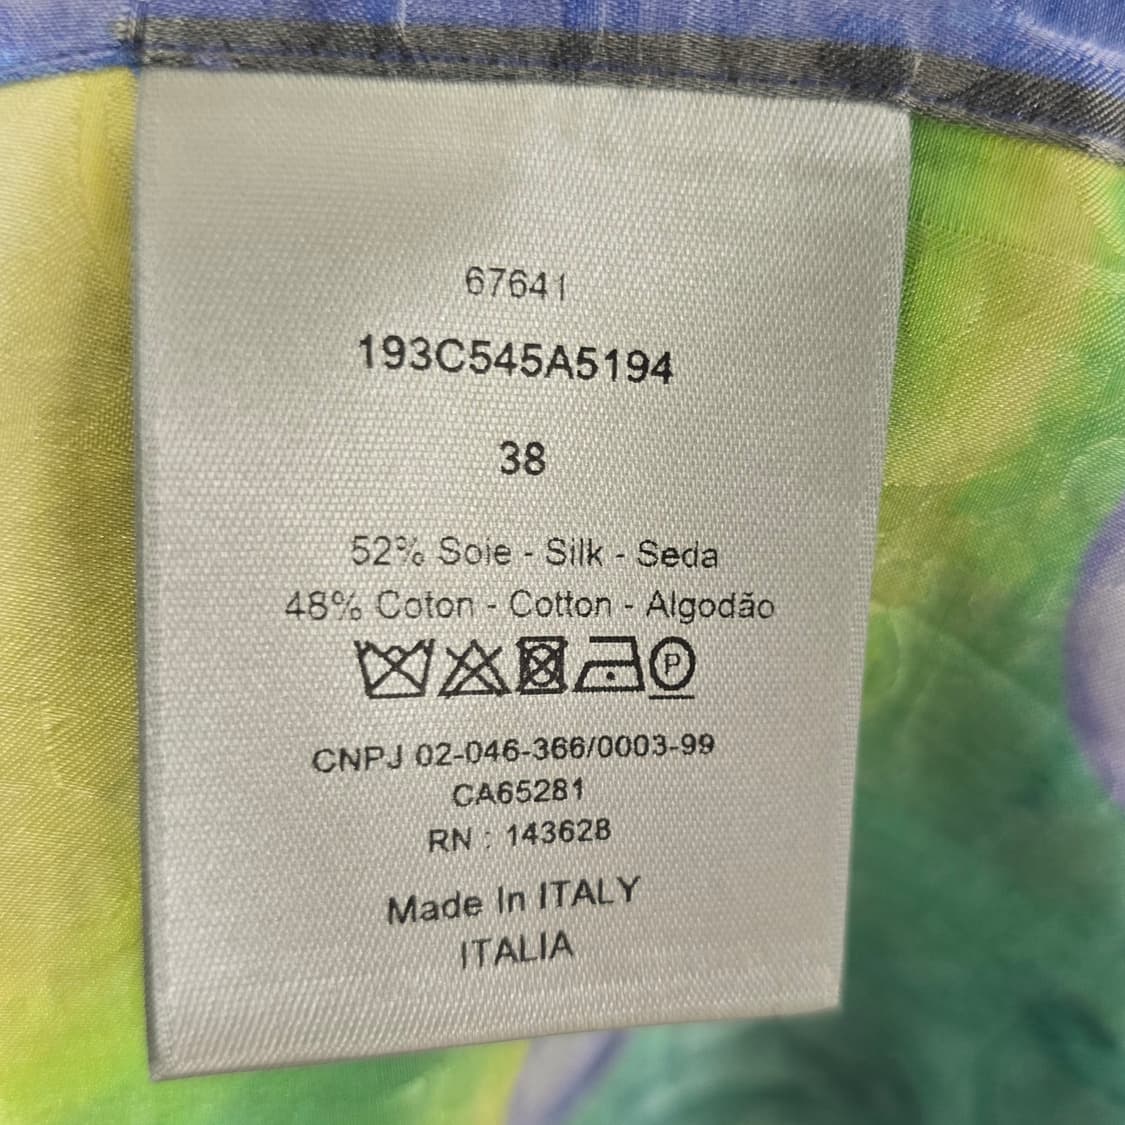 67641
193C545A5194
38
52% Soie - Silk - Seda
48% Coton - Cotton - Algodão
P
CNPJ 02-046-366/0003-99
CA65281
RN : 143628
Made In ITALY
ITALIA